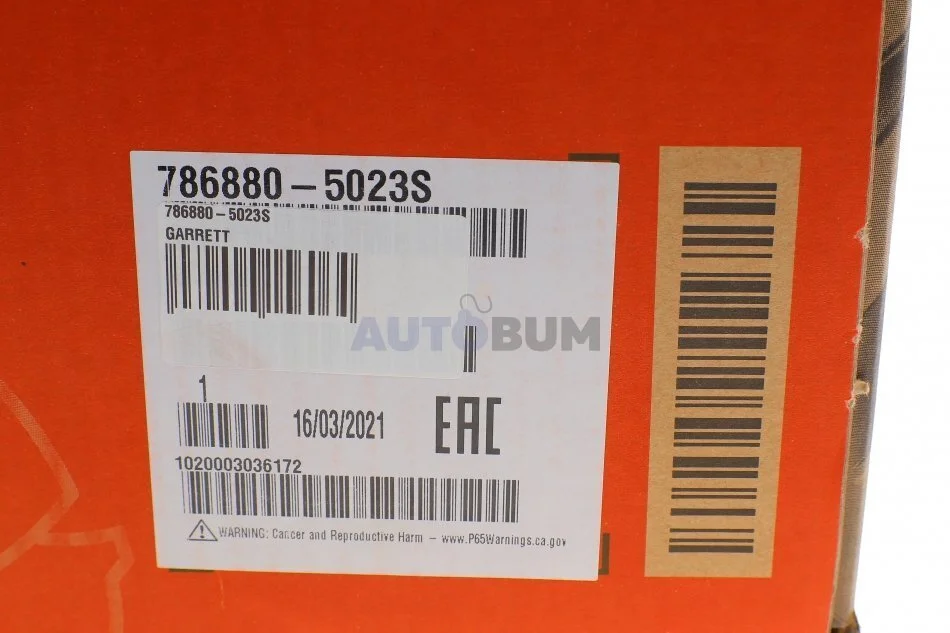 786880-5023S
786880-5023S
GARRETT
AUTOBUM
1
16/03/2021
EAC
1020003036172
WARNING: Cancer and Reproductive Harm - www.P65Warnings.ca.gov